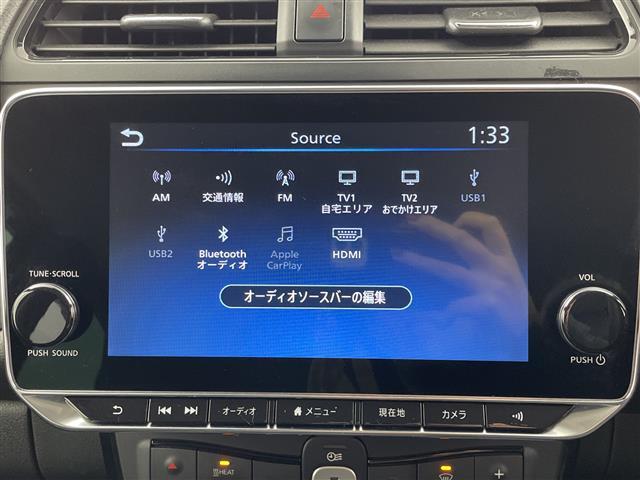 Source
1:33
AM
交通情報
FM
TV1
自宅エリア
TV2
おでかけエリア
USB1
USB2
Bluetooth
オーディオ
Apple
CarPlay
HDMI
オーディオソースバーの編集
TUNE·SCROLL
PUSH SOUND
VOL
PUSH
オーディオ
メニュー
現在地
カメラ
HEAT